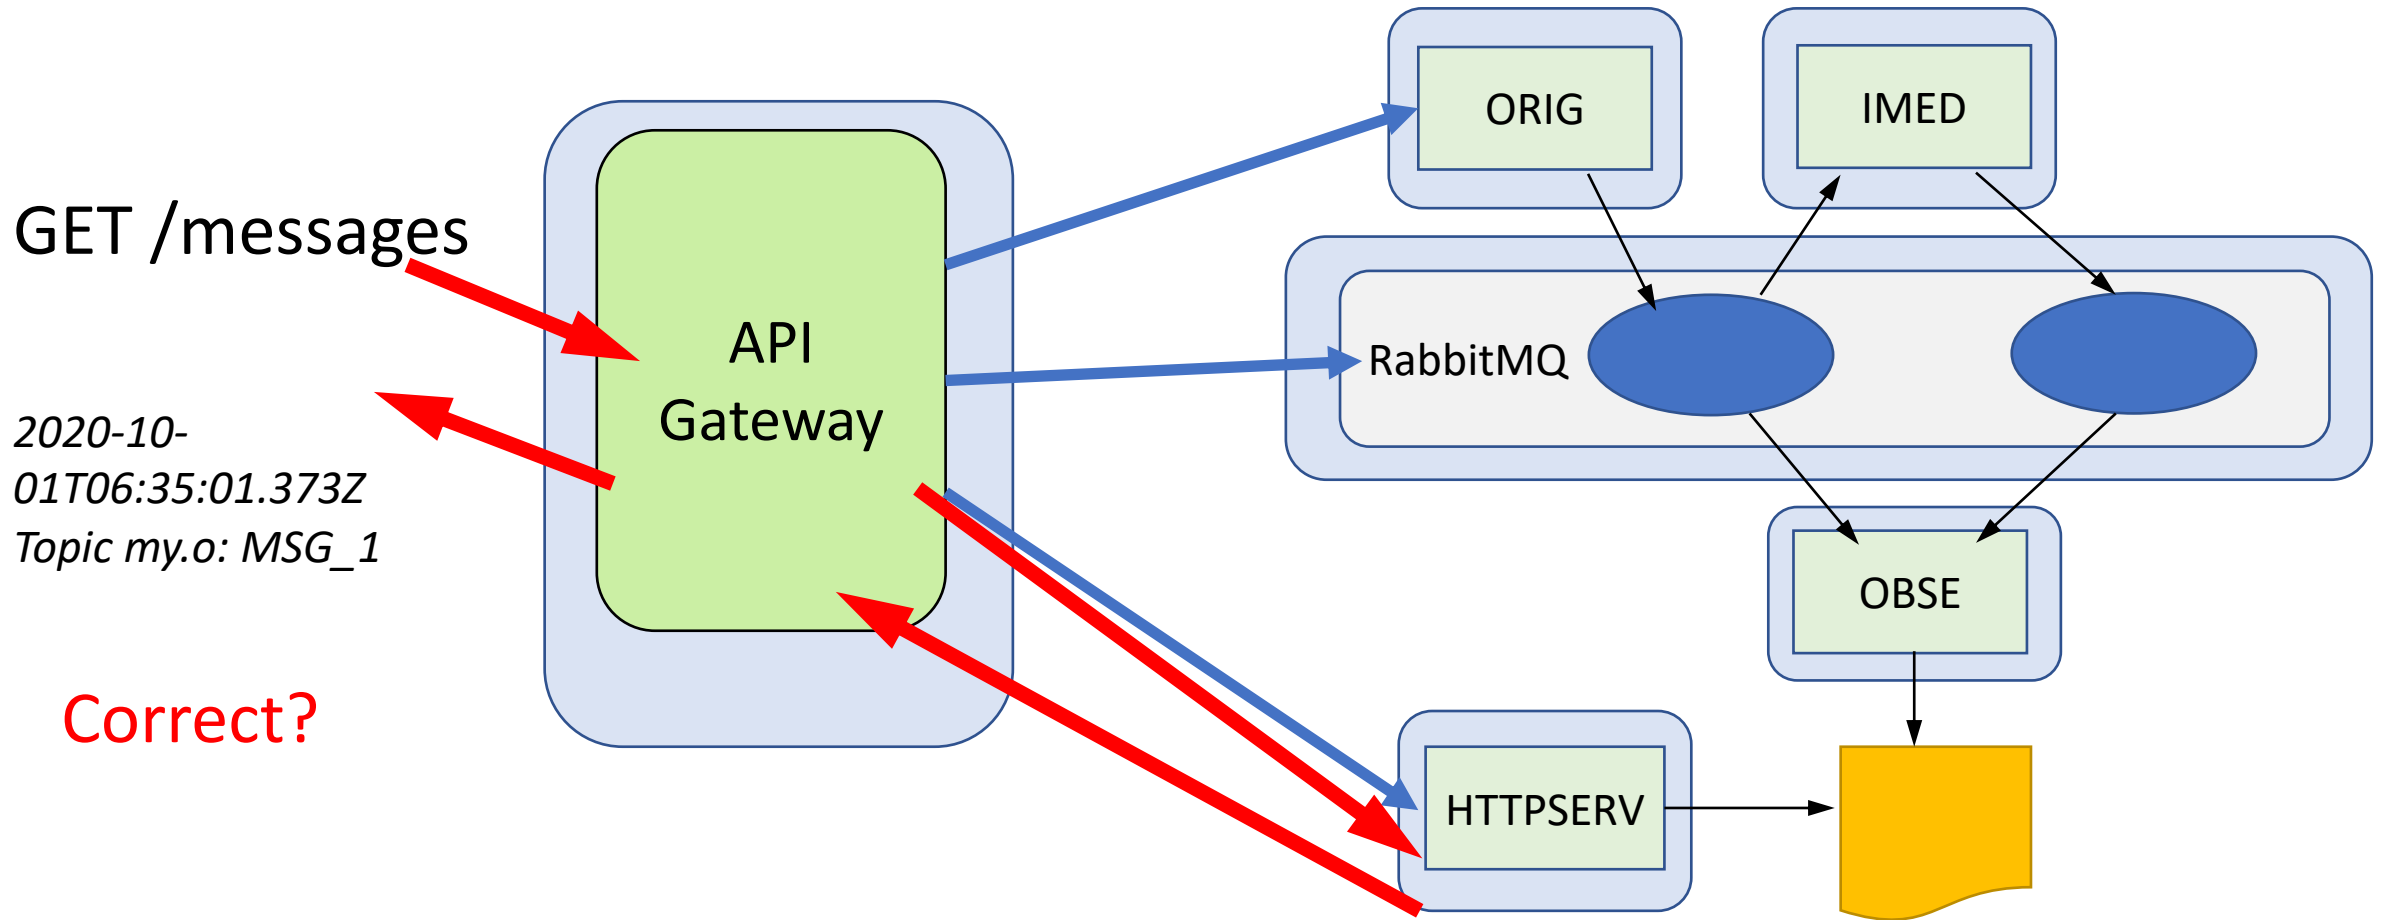 GET /messages
2020-10-
01T06:35:01.373Z
Topic my.o: MSG_1
Correct?
API
Gateway
ORIG
IMED
RabbitMQ
OBSE
HTTPSERV